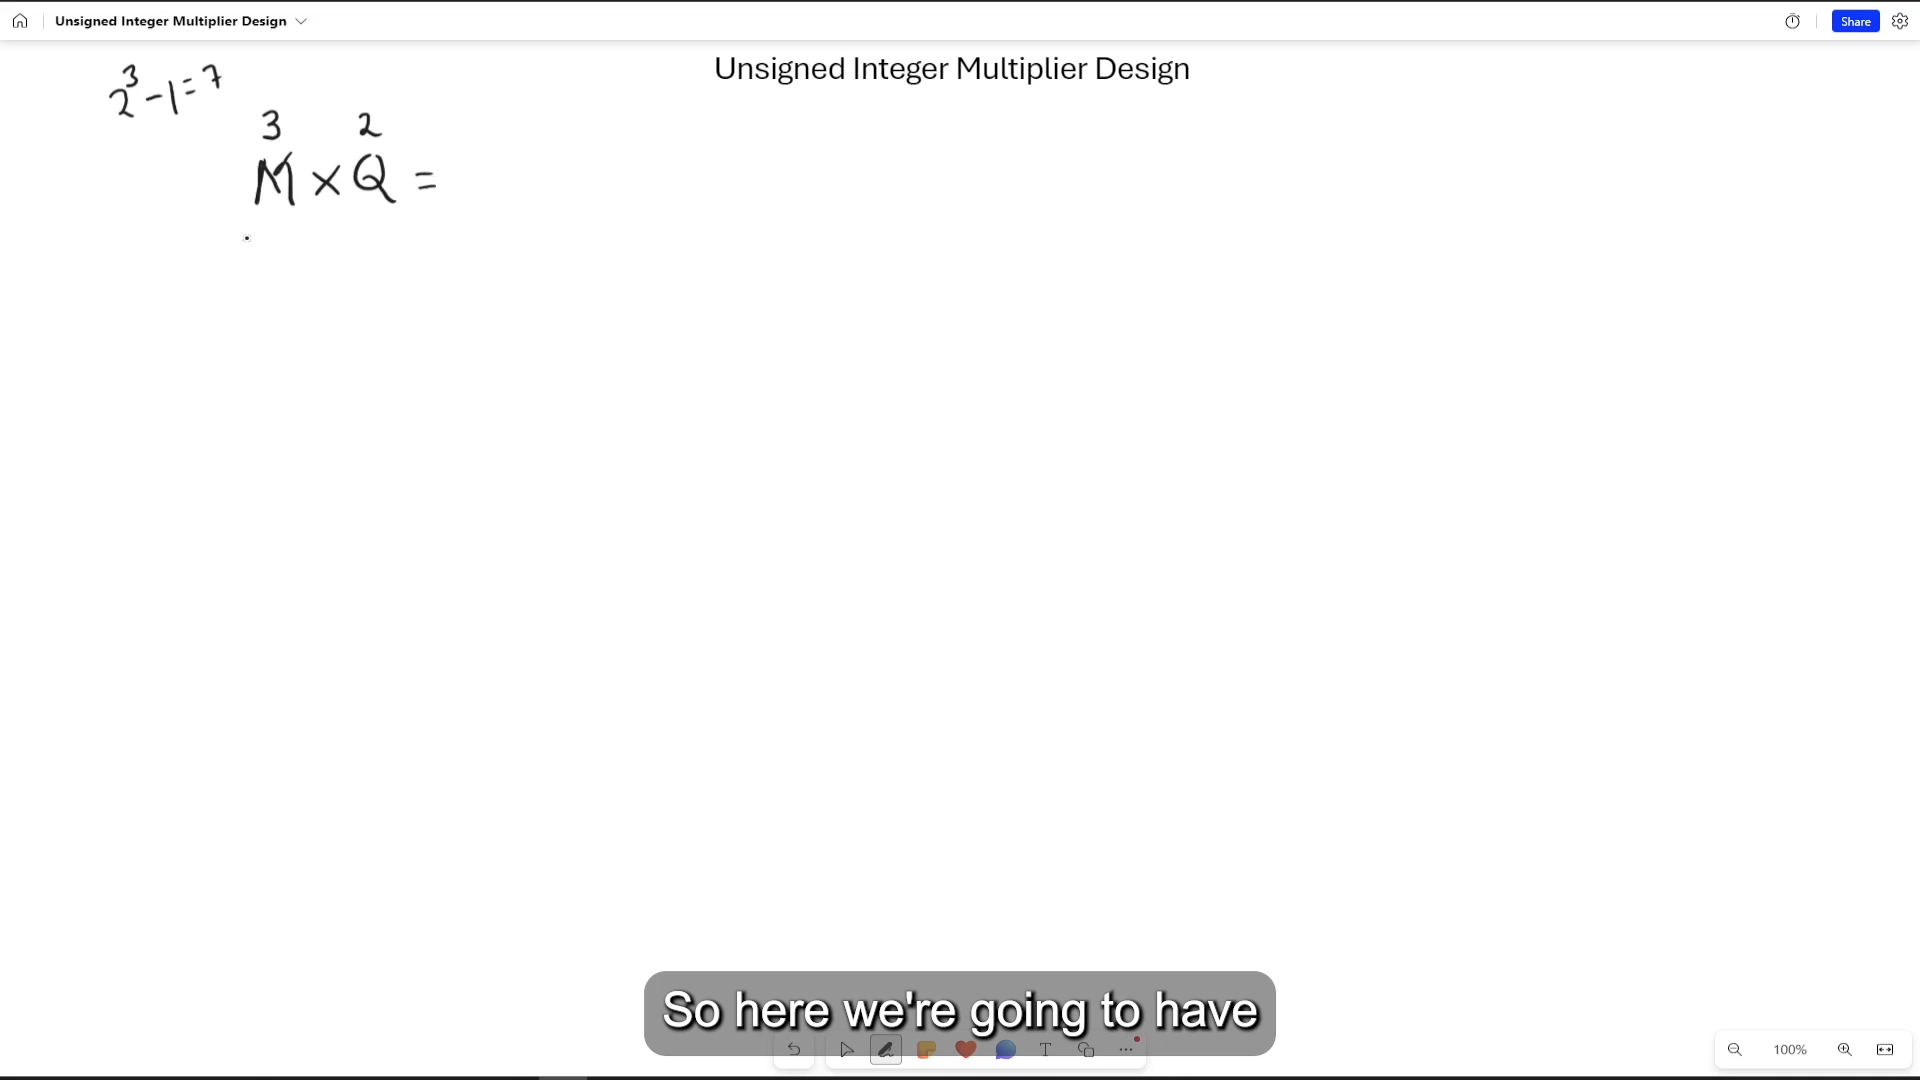 Unsigned Integer Multiplier Design
Share
Unsigned Integer Multiplier Design
2³-1=7
3 2
M×Q=
So here we're going to have
T
100%